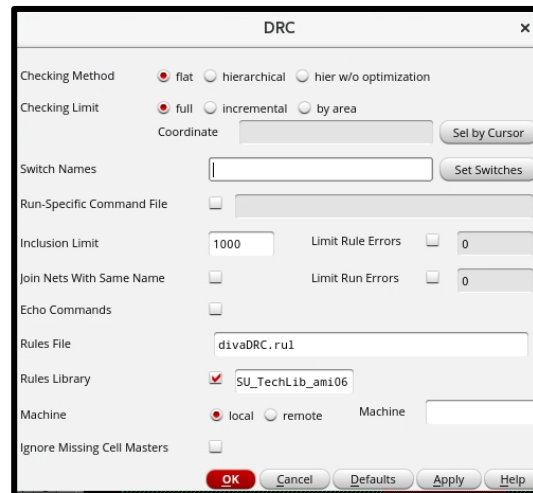 DRC ×
Checking Method flat hierarchical hier w/o optimization
Checking Limit full incremental by area
Coordinate Sel by Cursor
Switch Names Set Switches
Run-Specific Command File
Inclusion Limit 1000 Limit Rule Errors 0
Join Nets With Same Name Limit Run Errors 0
Echo Commands
Rules File divaDRC.rul
Rules Library SU_TechLib_ami06
Machine local remote Machine
Ignore Missing Cell Masters
OK Cancel Defaults Apply Help